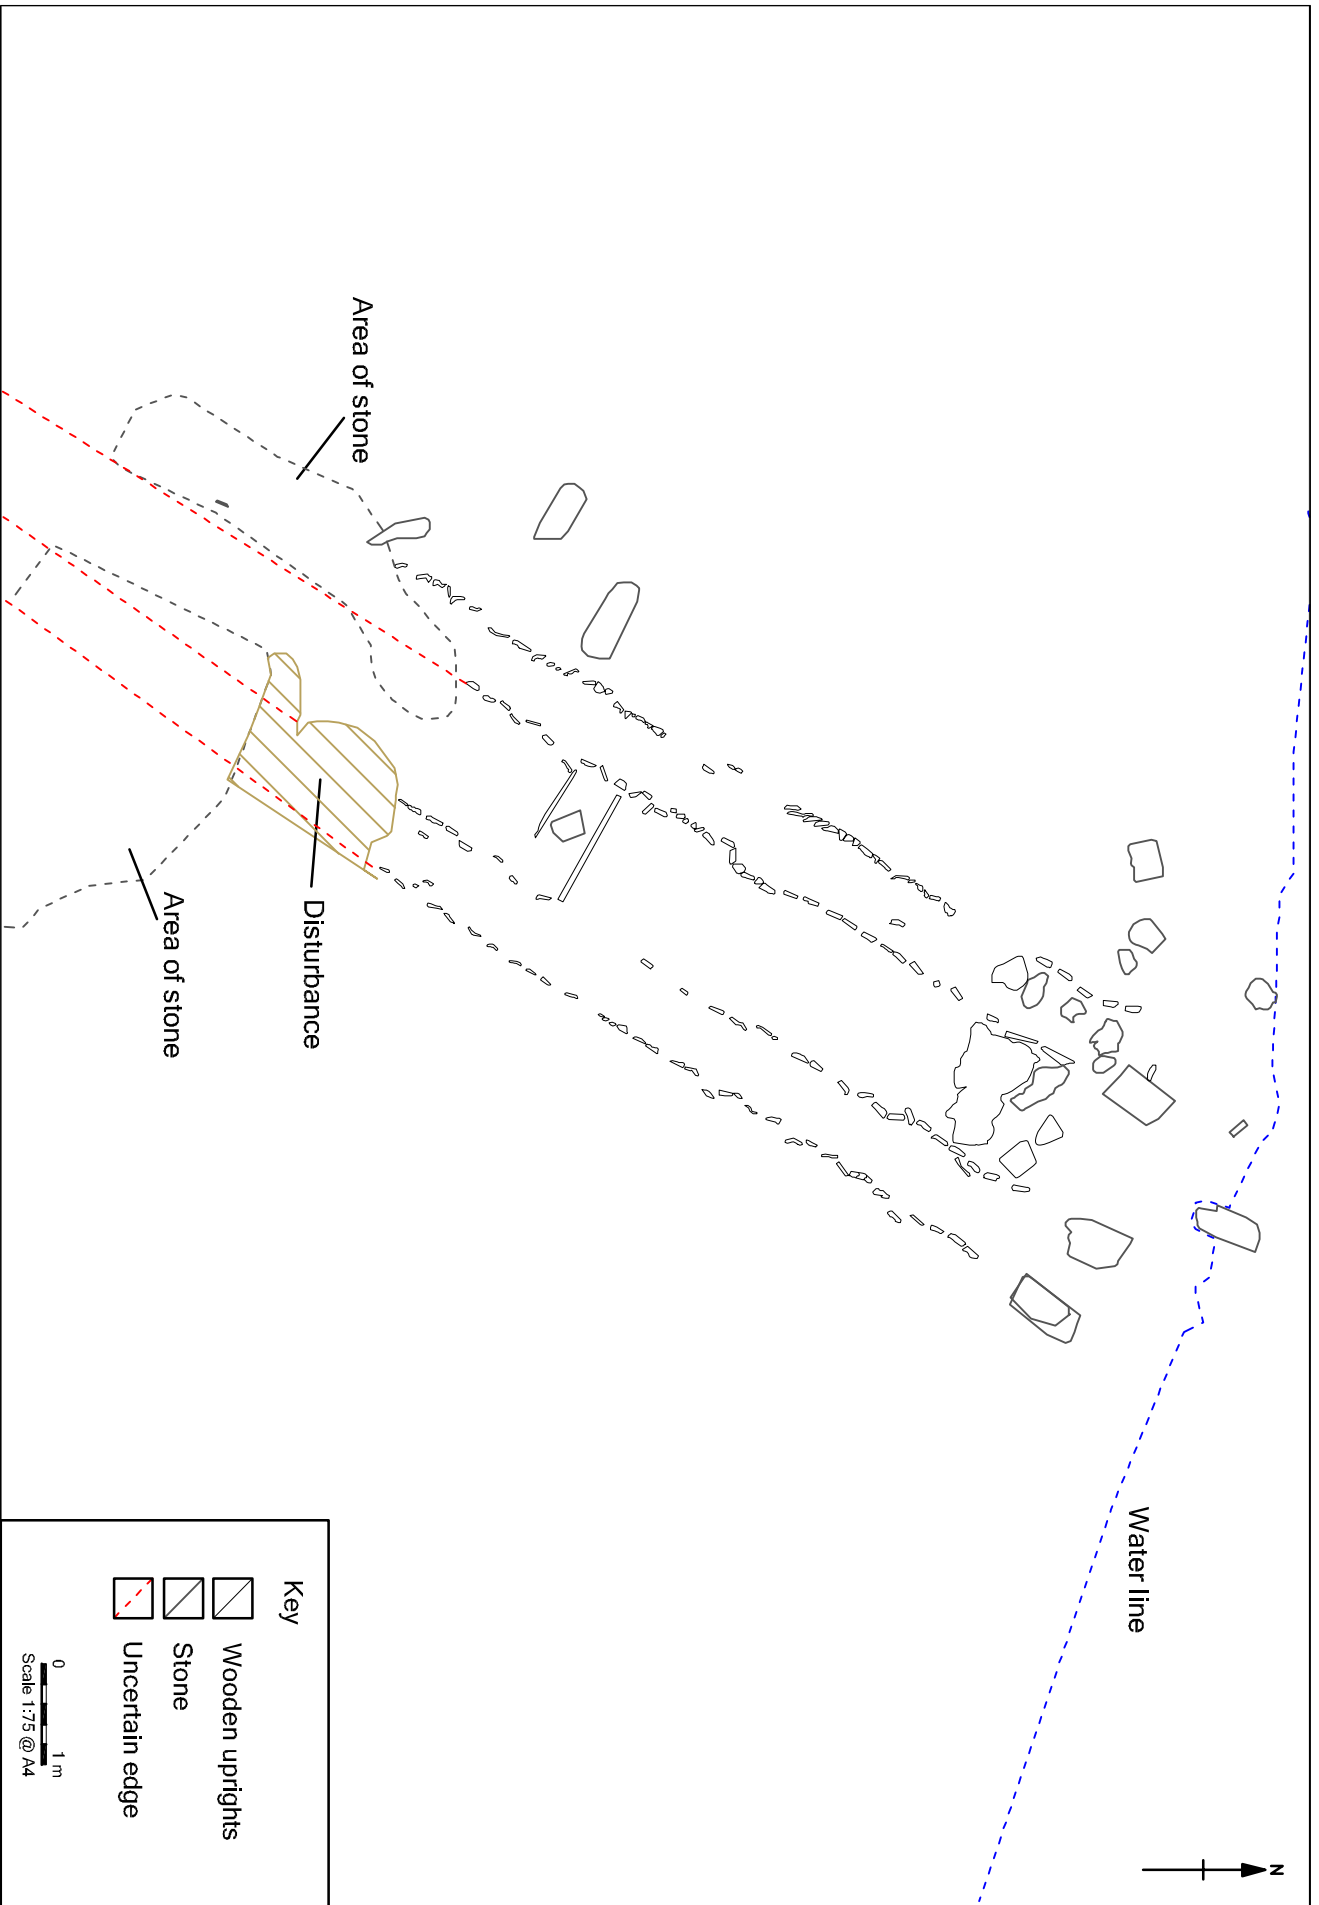 N
Water line
Area of stone
Disturbance
Area of stone
Key
Wooden uprights
Stone
Uncertain edge
0 1 m
Scale 1:75 @ A4